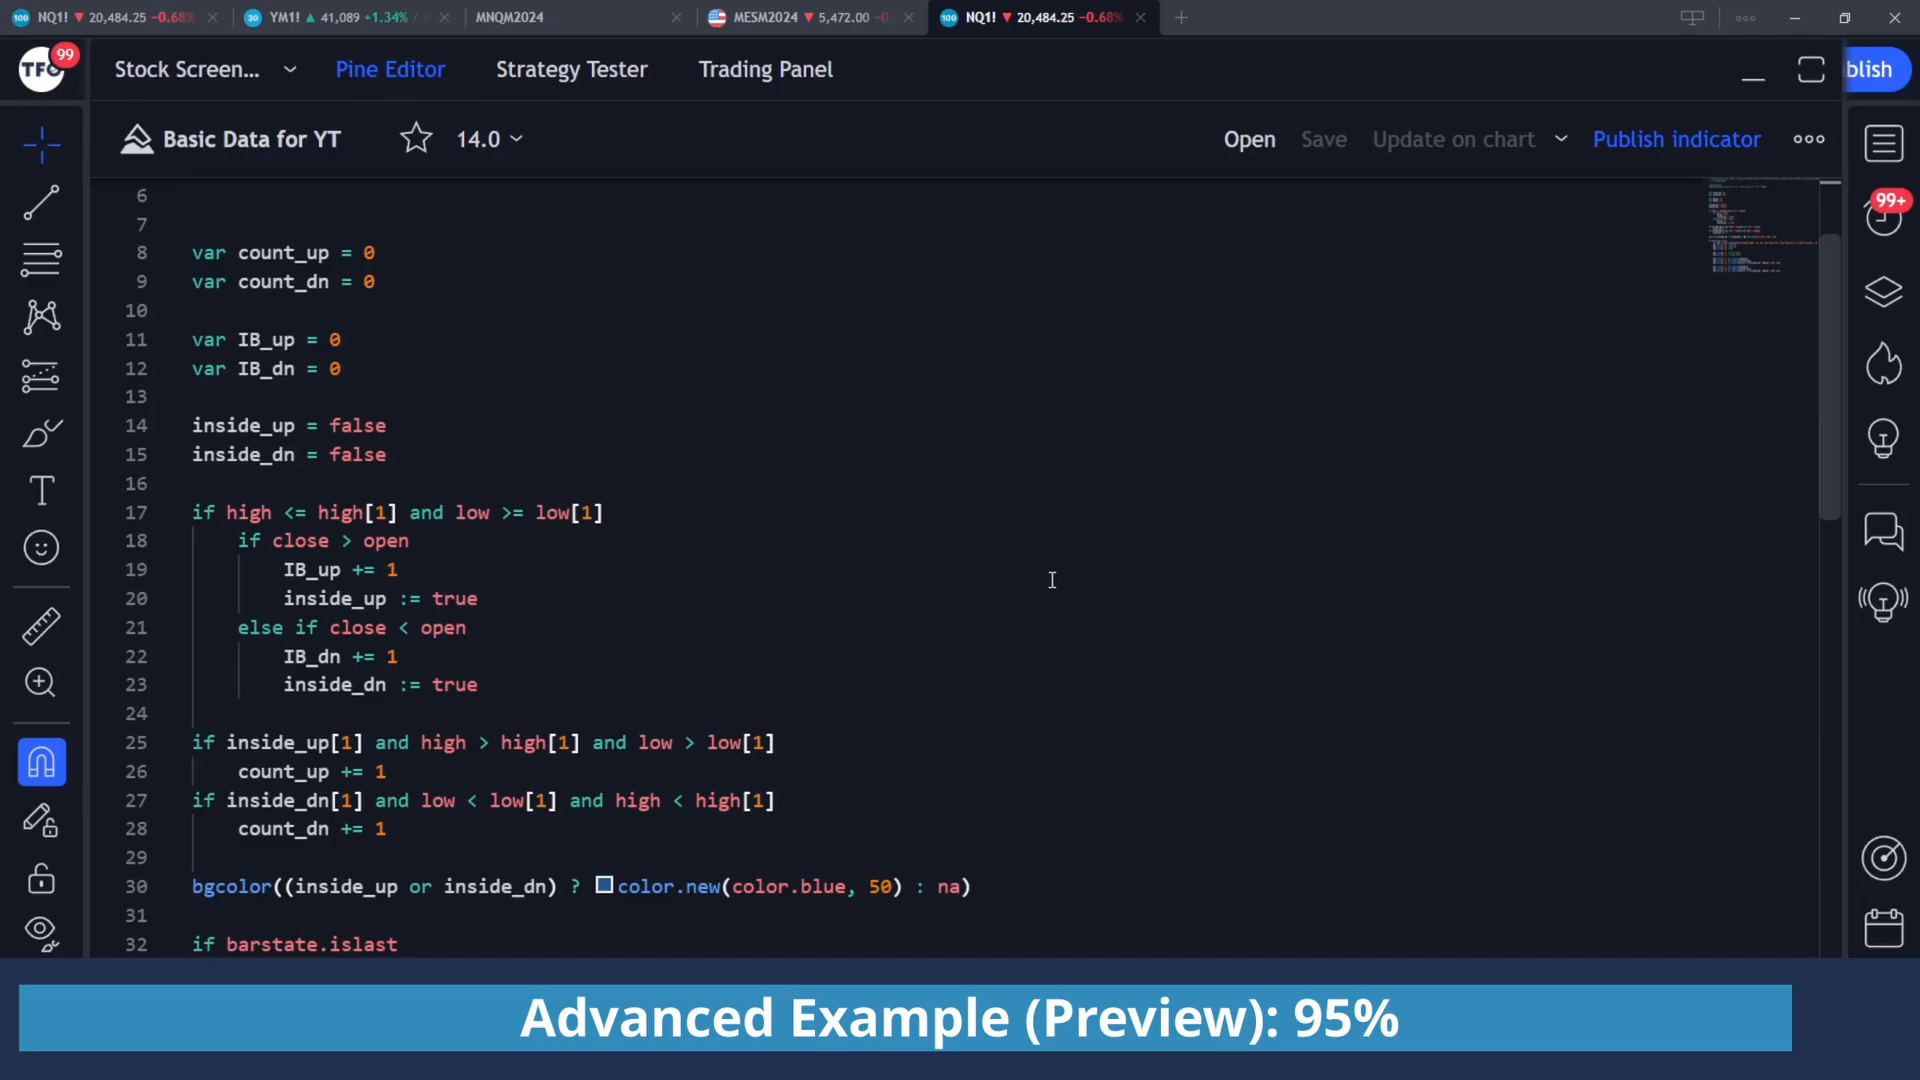 NQ1! ▼ 20,484.25 −0.68%
YM1! ▲ 41,089 +1.34% /
MNQM2024
MESM2024 ▼ 5,472.00 −0.
NQ1! ▼ 20,484.25 −0.68%
TFO 99
Stock Screen... Pine Editor Strategy Tester Trading Panel
blish
Basic Data for YT 14.0 Open Save Update on chart Publish indicator
99+
6
7
8 var count_up = 0
9 var count_dn = 0
10
11 var IB_up = 0
12 var IB_dn = 0
13
14 inside_up = false
15 inside_dn = false
16
17 if high <= high[1] and low >= low[1]
18 if close > open
19 IB_up += 1
20 inside_up := true
21 else if close < open
22 IB_dn += 1
23 inside_dn := true
24
25 if inside_up[1] and high > high[1] and low > low[1]
26 count_up += 1
27 if inside_dn[1] and low < low[1] and high < high[1]
28 count_dn += 1
29
30 bgcolor((inside_up or inside_dn) ? color.new(color.blue, 50) : na)
31
32 if barstate.islast
Advanced Example (Preview): 95%